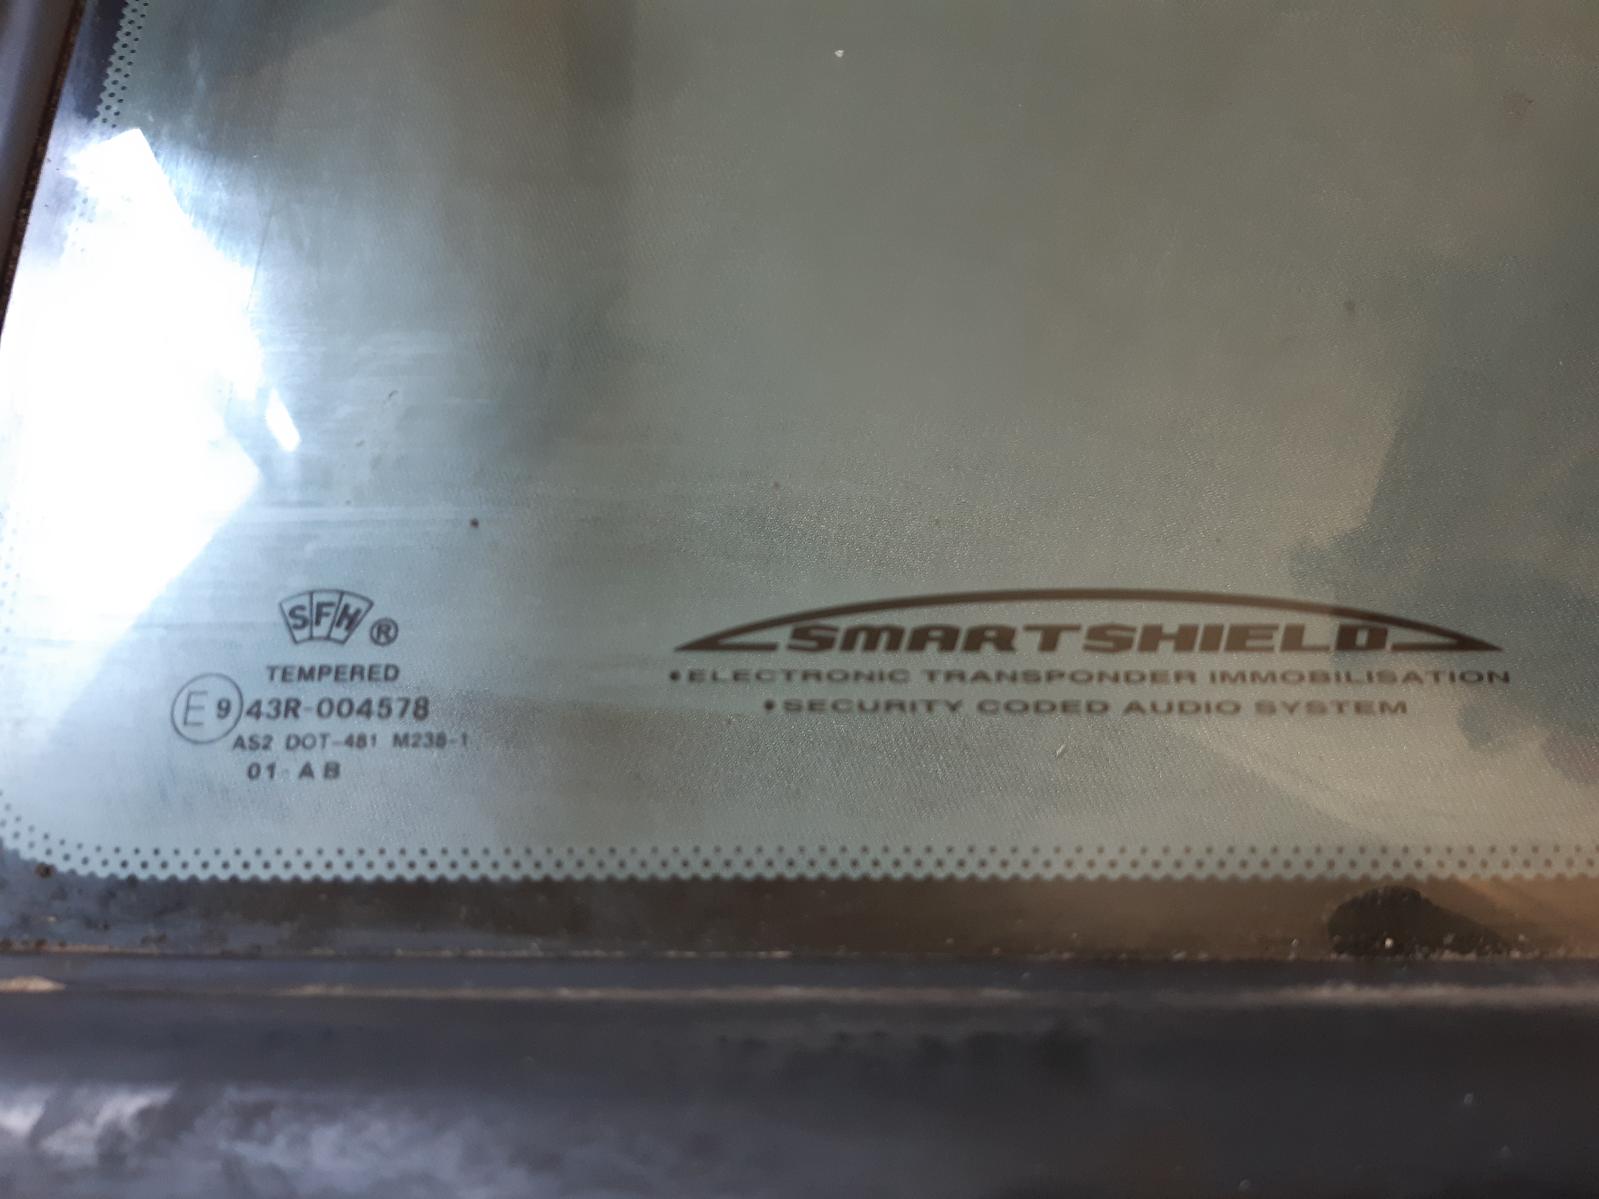 SFH®
TEMPERED
E9 43R-004578
AS2 DOT-481 M238-1
01 AB
SMARTSHIELD
•ELECTRONIC TRANSPONDER IMMOBILISATION
•SECURITY CODED AUDIO SYSTEM